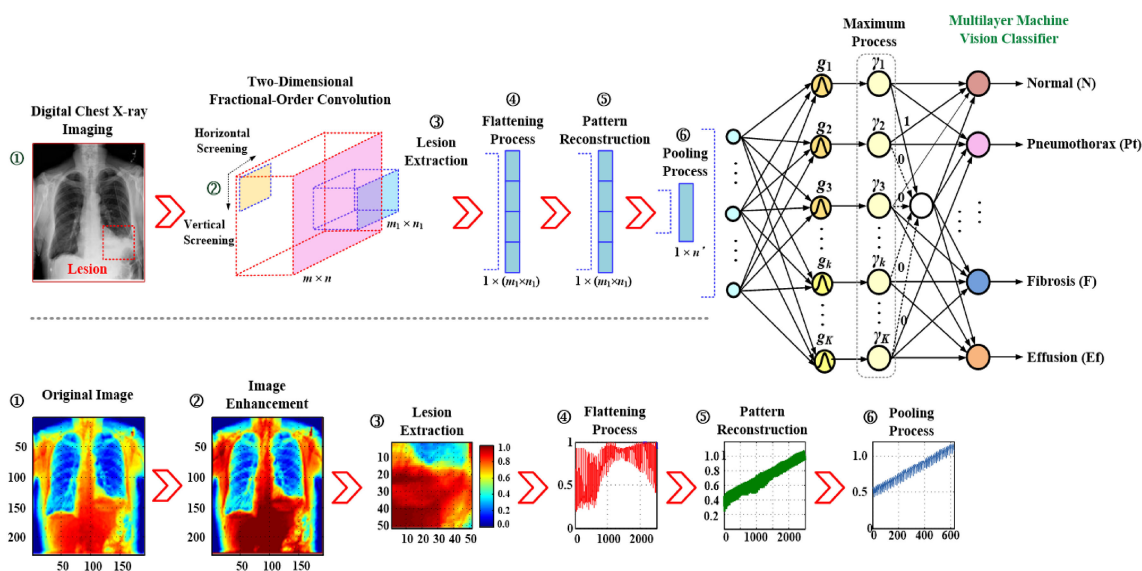 Multilayer Machine
Vision Classifier
Maximum
Process
Two-Dimensional
Fractional-Order Convolution
Digital Chest X-ray
Imaging
①
Lesion
Horizontal
Screening
②
Vertical
Screening
m × n
m₁ × n₁
③
Lesion
Extraction
④
Flattening
Process
1 × (m₁×n₁)
⑤
Pattern
Reconstruction
1 × (m₁×n₁)
⑥
Pooling
Process
1 × n'
g₁
g₂
g₃
gₖ
g_K
γ₁
γ₂
γ₃
γₖ
γ_K
1
0
0
0
0
Normal (N)
Pneumothorax (Pt)
Fibrosis (F)
Effusion (Ef)
①
Original Image
50
100
150
200
50 100 150
②
Image
Enhancement
50
100
150
200
50 100 150
③
Lesion
Extraction
10
20
30
40
50
10 20 30 40 50
1.0
0.8
0.6
0.4
0.2
0.0
④
Flattening
Process
1
0.5
0
0 1000 2000
⑤
Pattern
Reconstruction
1.0
0.8
0.6
0.4
0.2
0 1000 2000
⑥
Pooling
Process
1.0
0.5
0
0 200 400 600